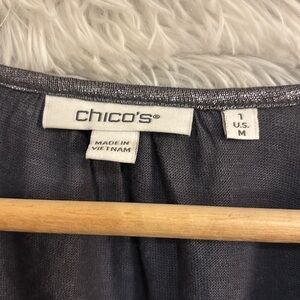 chico's®
MADE IN
VIETNAM
1
U.S.
M